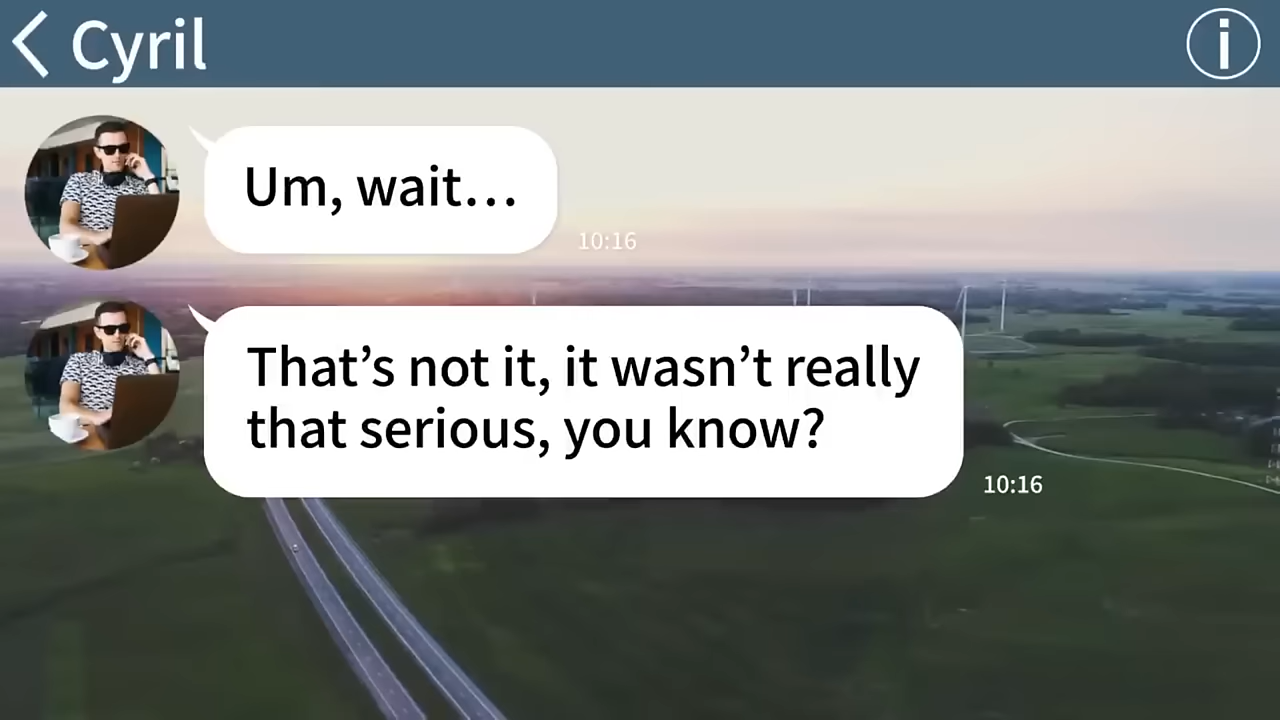 Cyril
Um, wait…
10:16
That’s not it, it wasn’t really
that serious, you know?
10:16